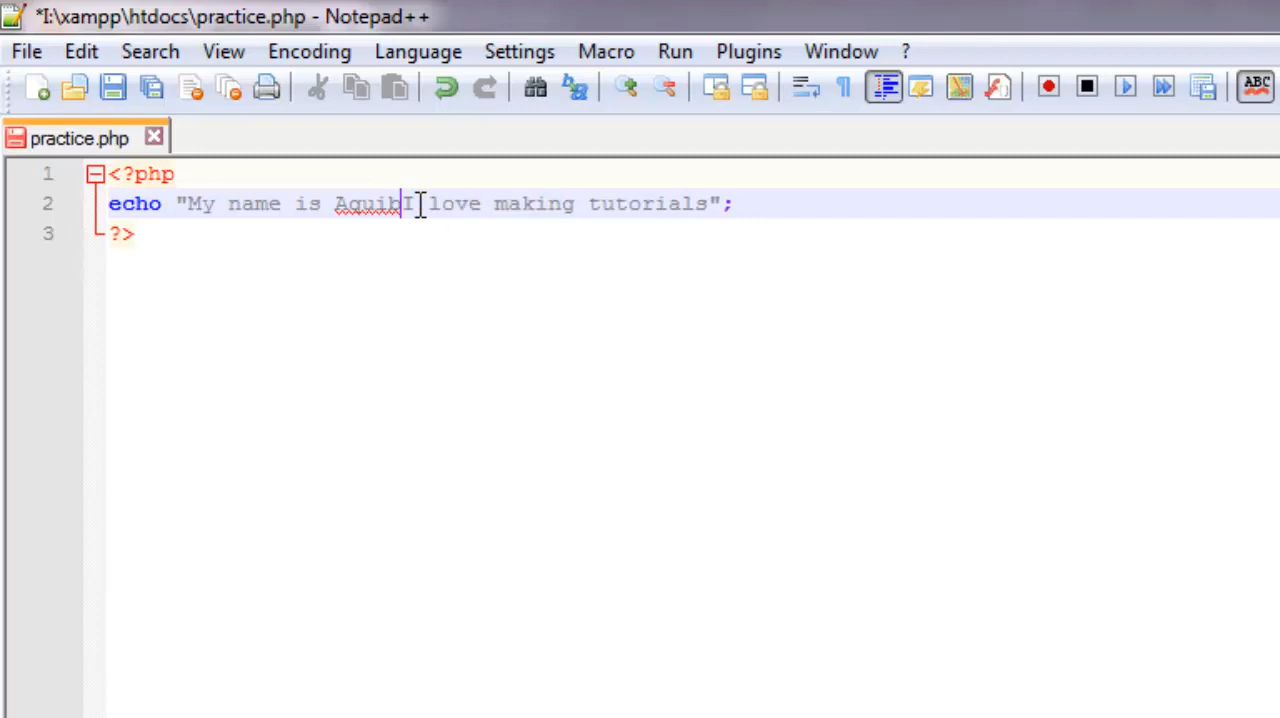 *I:\xampp\htdocs\practice.php - Notepad++
File Edit Search View Encoding Language Settings Macro Run Plugins Window ?
ABC
practice.php
1 <?php
2 echo "My name is AquibI love making tutorials";
3 ?>